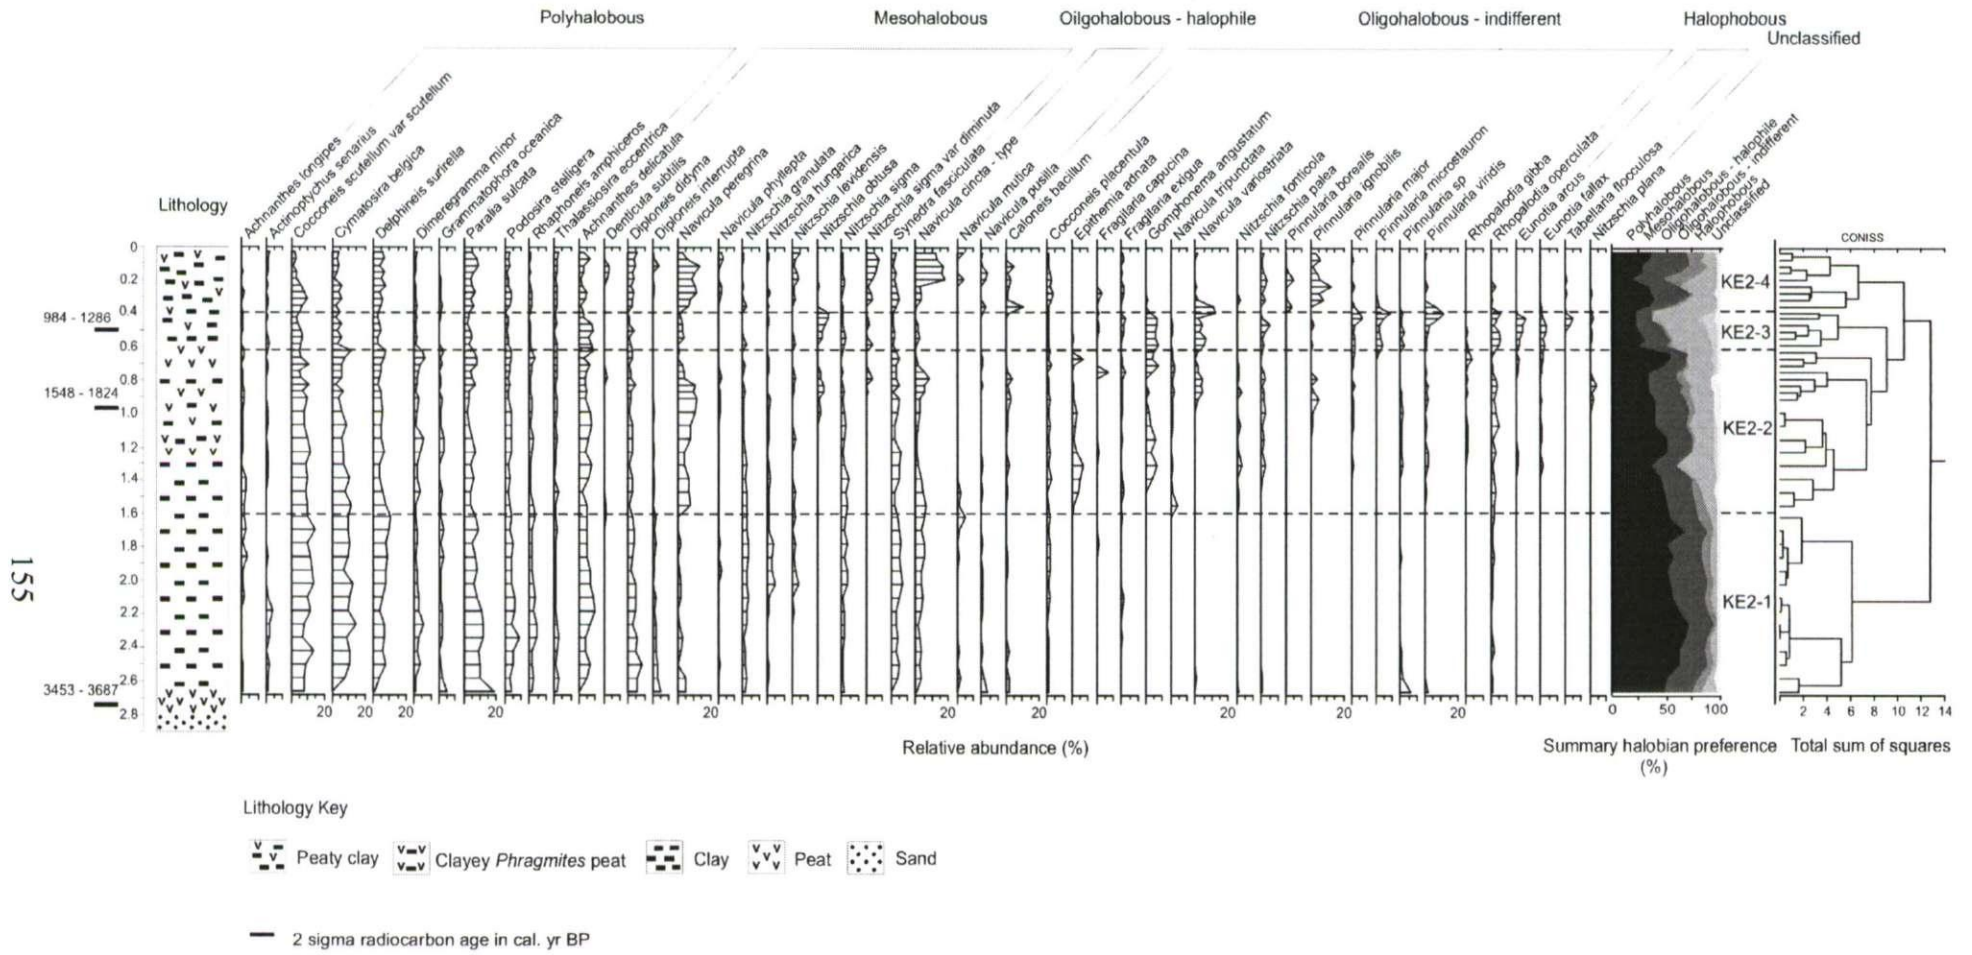 Polyhalobous
Mesohalobous
Oilgohalobous - halophile
Oligohalobous - indifferent
Halophobous
Unclassified
Lithology
Achnanthes longipes
Actinoptychus senarius
Cocconeis scutellum var scutellum
Cymatosira belgica
Delphineis surirella
Dimeregramma minor
Grammatophora oceanica
Paralia sulcata
Podosira stelligera
Rhaphoneis amphiceros
Thalassiosira eccentrica
Achnanthes delicatula
Denticula subtilis
Diploneis didyma
Diploneis interrupta
Navicula peregrina
Navicula phyllepta
Nitzschia granulata
Nitzschia hungarica
Nitzschia levidensis
Nitzschia obtusa
Nitzschia sigma
Nitzschia sigma var diminuta
Synedra fasciculata
Navicula cincta - type
Navicula mutica
Navicula pusilla
Caloneis bacillum
Cocconeis placentula
Epithemia adnata
Fragilaria capucina
Fragilaria exigua
Gomphonema angustatum
Navicula tripunctata
Navicula variostriata
Nitzschia fonticola
Nitzschia palea
Pinnularia borealis
Pinnularia ignobilis
Pinnularia major
Pinnularia microstauron
Pinnularia sp
Pinnularia viridis
Rhopalodia gibba
Rhopalodia operculata
Eunotia arcus
Eunotia fallax
Tabellaria flocculosa
Nitzschia plana
Polyhalobous
Mesohalobous
Oligohalobous - halophile
Oligohalobous - indifferent
Halophobous
Unclassified
CONISS
0
0.2
0.4
0.6
0.8
1.0
1.2
1.4
1.6
1.8
2.0
2.2
2.4
2.6
2.8
984 - 1286
1548 - 1824
3453 - 3687
KE2-4
KE2-3
KE2-2
KE2-1
20 20 20 20 20 20 20 20 20 20
0 50 100
2 4 6 8 10 12 14
Relative abundance (%)
Summary halobian preference
(%)
Total sum of squares
155
Lithology Key
Peaty clay
Clayey Phragmites peat
Clay
Peat
Sand
2 sigma radiocarbon age in cal. yr BP